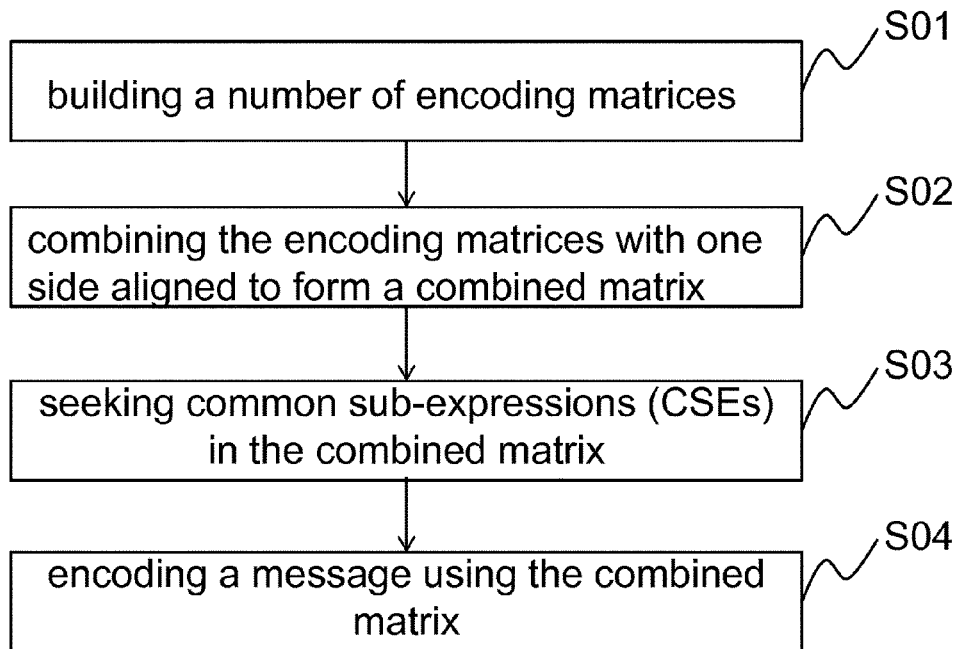 S01
building a number of encoding matrices
S02
combining the encoding matrices with one
side aligned to form a combined matrix
S03
seeking common sub-expressions (CSEs)
in the combined matrix
S04
encoding a message using the combined
matrix